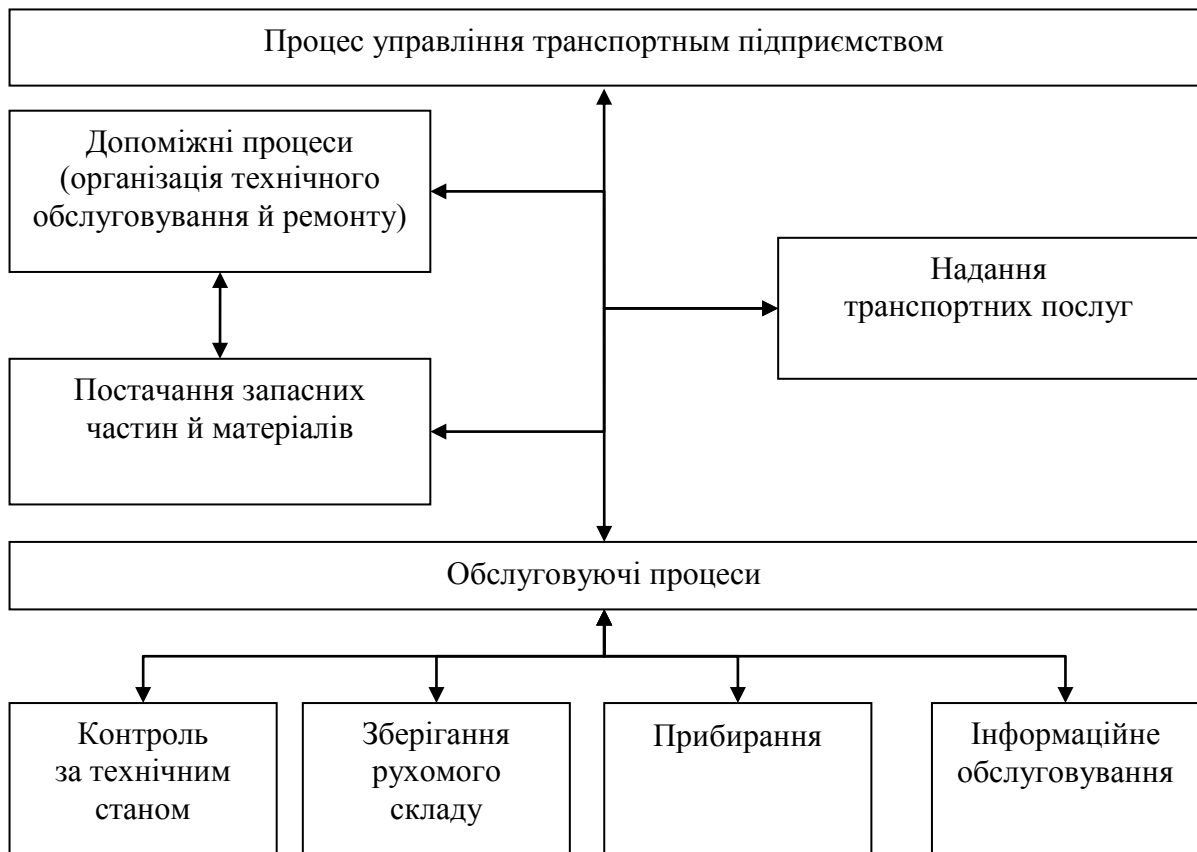 Процес управління транспортным підприємством
Допоміжні процеси
(організація технічного
обслуговування й ремонту)
Надання
транспортних послуг
Постачання запасних
частин й матеріалів
Обслуговуючі процеси
Контроль
за технічним
станом
Зберігання
рухомого
складу
Прибирання
Інформаційне
обслуговування